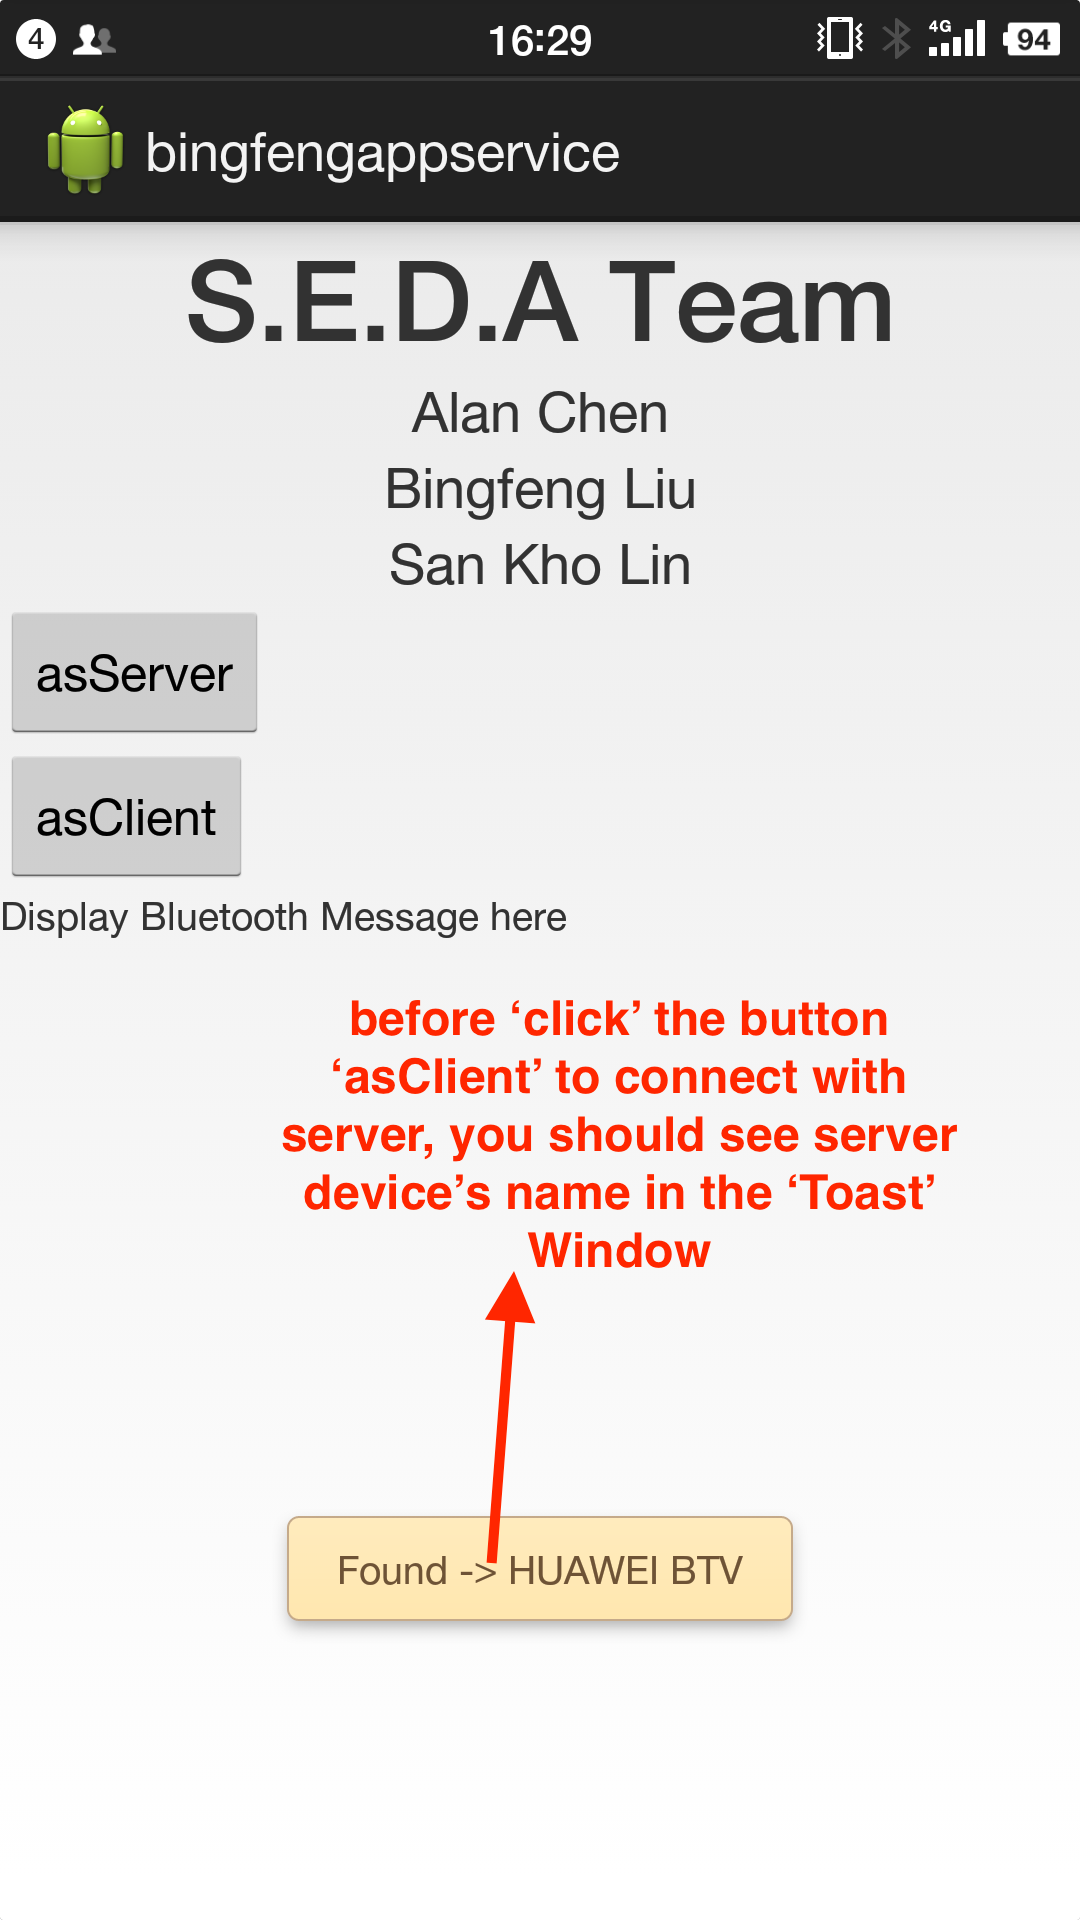 4
16:29
4G
94
bingfengappservice
S.E.D.A Team
Alan Chen
Bingfeng Liu
San Kho Lin
asServer
asClient
Display Bluetooth Message here
before ‘click’ the button
‘asClient’ to connect with
server, you should see server
device’s name in the ‘Toast’
Window
Found -> HUAWEI BTV